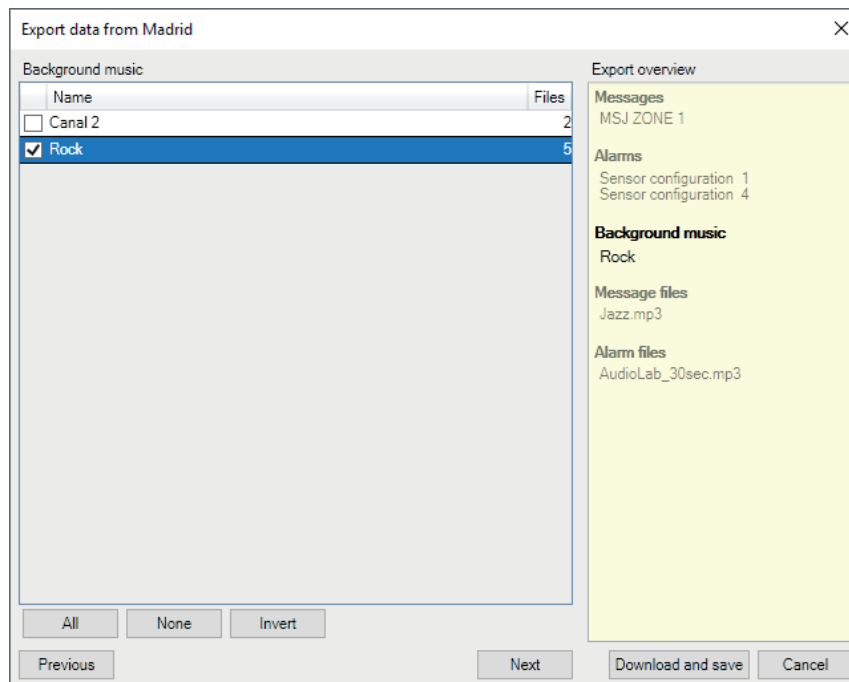 Export data from Madrid
Background music
Name Files
Canal 2 2
Rock 5
All None Invert
Previous Next
Export overview
Messages
MSJ ZONE 1
Alarms
Sensor configuration 1
Sensor configuration 4
Background music
Rock
Message files
Jazz.mp3
Alarm files
AudioLab_30sec.mp3
Download and save Cancel